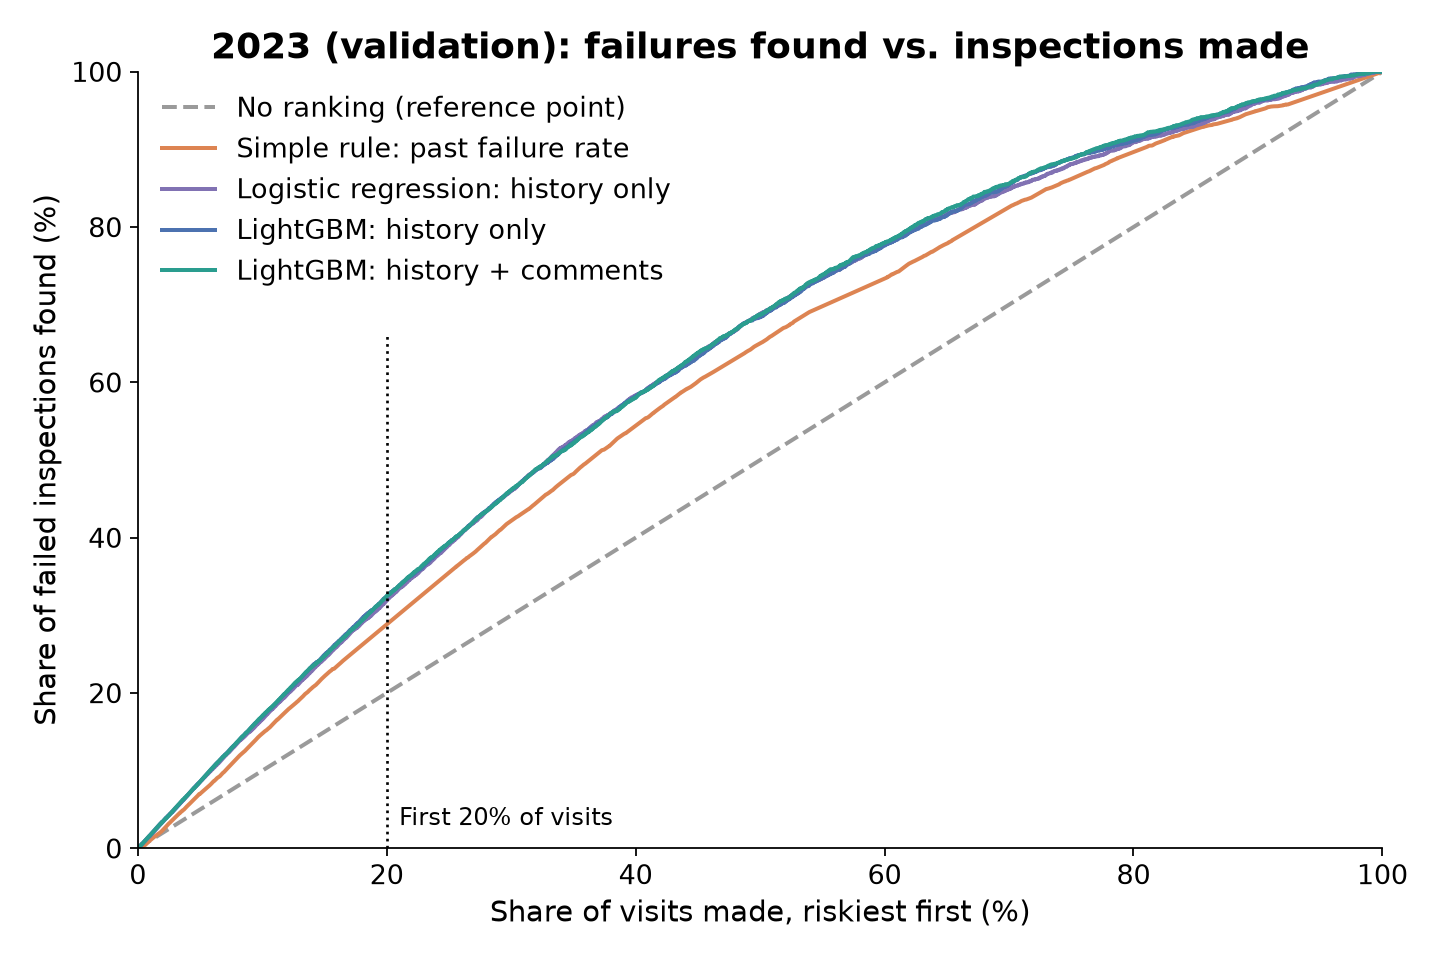 2023 (validation): failures found vs. inspections made
Share of failed inspections found (%)
100
80
60
40
20
0
No ranking (reference point)
Simple rule: past failure rate
Logistic regression: history only
LightGBM: history only
LightGBM: history + comments
First 20% of visits
0 20 40 60 80 100
Share of visits made, riskiest first (%)